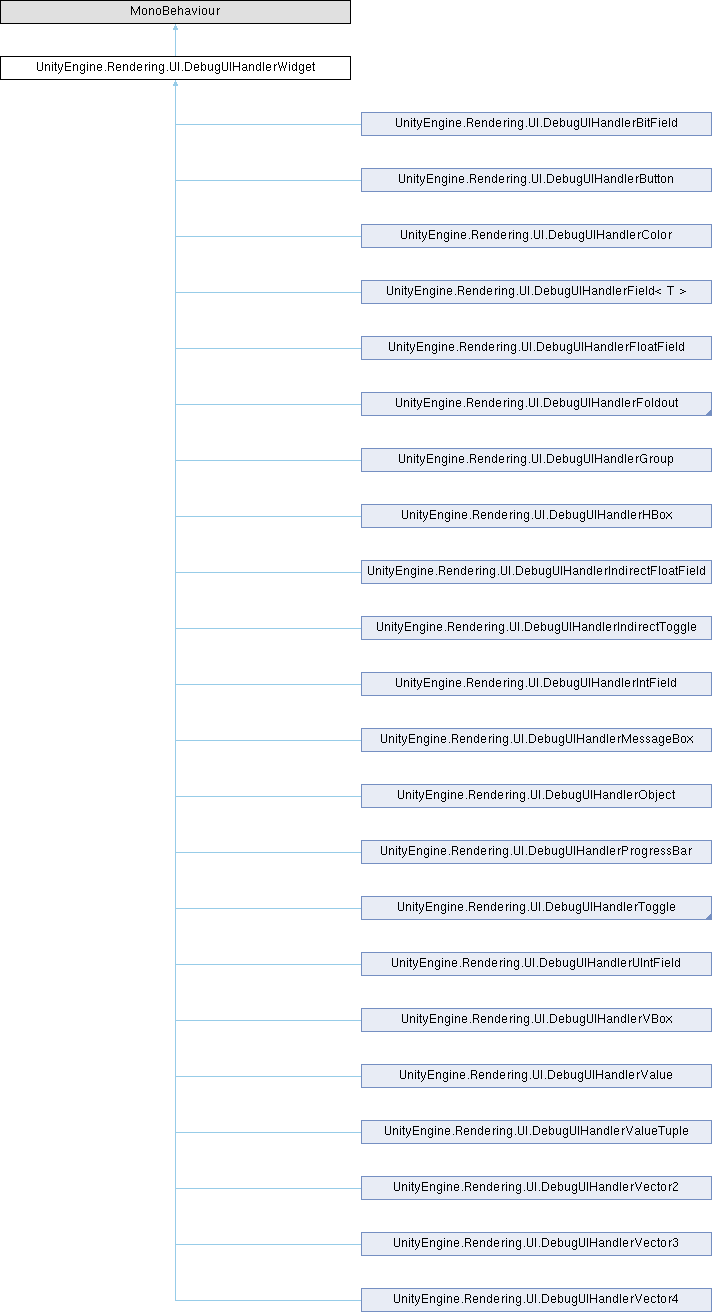 MonoBehaviour
UnityEngine.Rendering.UI.DebugUIHandlerWidget
UnityEngine.Rendering.UI.DebugUIHandlerBitField
UnityEngine.Rendering.UI.DebugUIHandlerButton
UnityEngine.Rendering.UI.DebugUIHandlerColor
UnityEngine.Rendering.UI.DebugUIHandlerField< T >
UnityEngine.Rendering.UI.DebugUIHandlerFloatField
UnityEngine.Rendering.UI.DebugUIHandlerFoldout
UnityEngine.Rendering.UI.DebugUIHandlerGroup
UnityEngine.Rendering.UI.DebugUIHandlerHBox
UnityEngine.Rendering.UI.DebugUIHandlerIndirectFloatField
UnityEngine.Rendering.UI.DebugUIHandlerIndirectToggle
UnityEngine.Rendering.UI.DebugUIHandlerIntField
UnityEngine.Rendering.UI.DebugUIHandlerMessageBox
UnityEngine.Rendering.UI.DebugUIHandlerObject
UnityEngine.Rendering.UI.DebugUIHandlerProgressBar
UnityEngine.Rendering.UI.DebugUIHandlerToggle
UnityEngine.Rendering.UI.DebugUIHandlerUIntField
UnityEngine.Rendering.UI.DebugUIHandlerVBox
UnityEngine.Rendering.UI.DebugUIHandlerValue
UnityEngine.Rendering.UI.DebugUIHandlerValueTuple
UnityEngine.Rendering.UI.DebugUIHandlerVector2
UnityEngine.Rendering.UI.DebugUIHandlerVector3
UnityEngine.Rendering.UI.DebugUIHandlerVector4